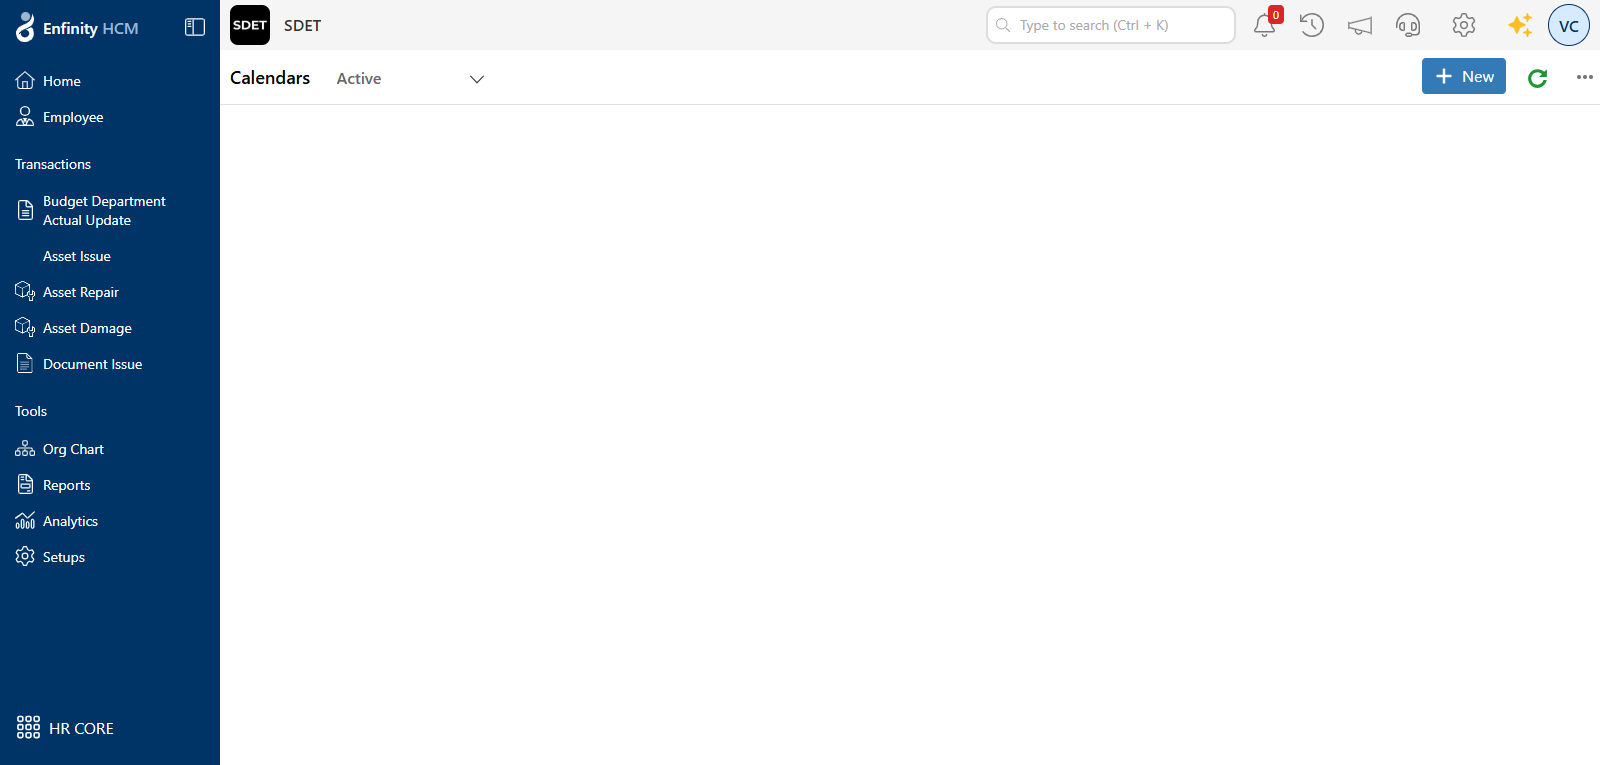 Enfinity HCM
Home
Employee
Transactions
Budget Department
Actual Update
Asset Issue
Asset Repair
Asset Damage
Document Issue
Tools
Org Chart
Reports
Analytics
Setups
HR CORE
SDET SDET
Type to search (Ctrl + K)
0
VC
Calendars Active
New